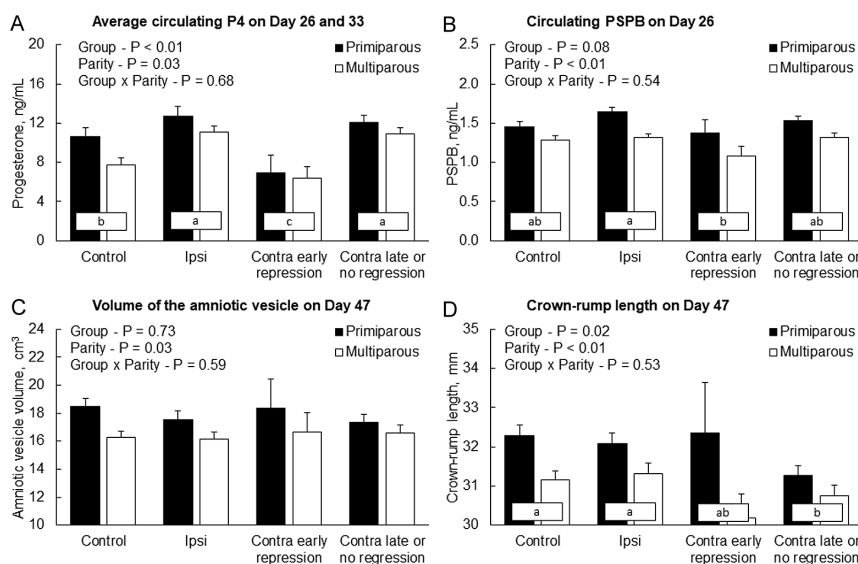 A
Average circulating P4 on Day 26 and 33
Group - P < 0.01
Parity - P = 0.03
Group x Parity - P = 0.68
Primiparous
Multiparous
Progesterone, ng/mL
20
16
12
8
4
0
b
a
c
a
Control
Ipsi
Contra early
repression
Contra late or
no regression
B
Circulating PSPB on Day 26
Group - P = 0.08
Parity - P < 0.01
Group x Parity - P = 0.54
Primiparous
Multiparous
PSPB, ng/mL
2.5
2.0
1.5
1.0
0.5
0.0
ab
a
b
ab
Control
Ipsi
Contra early
repression
Contra late or
no regression
C
Volume of the amniotic vesicle on Day 47
Group - P = 0.73
Parity - P = 0.03
Group x Parity - P = 0.59
Primiparous
Multiparous
Amniotic vesicle volume, cm³
24
22
20
18
16
14
12
10
Control
Ipsi
Contra early
repression
Contra late or
no regression
D
Crown-rump length on Day 47
Group - P = 0.02
Parity - P < 0.01
Group x Parity - P = 0.53
Primiparous
Multiparous
Crown-rump length, mm
35
34
33
32
31
30
a
a
ab
b
Control
Ipsi
Contra early
repression
Contra late or
no regression